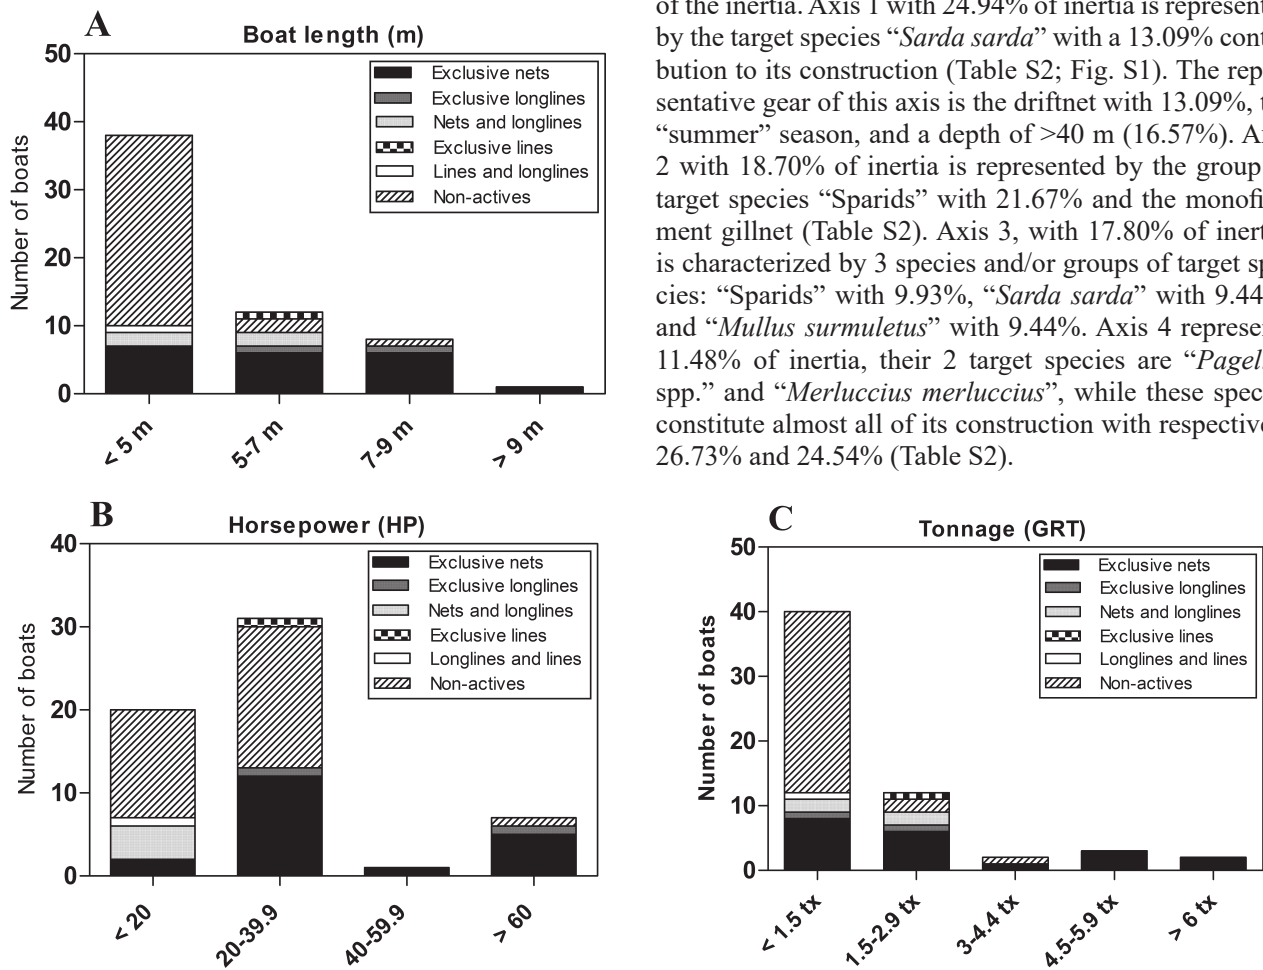 A
Boat length (m)
Number of boats
50
40
30
20
10
0
Exclusive nets
Exclusive longlines
Nets and longlines
Exclusive lines
Lines and longlines
Non-actives
< 5 m
5-7 m
7-9 m
> 9 m
of the inertia. Axis 1 with 24.94% of inertia is represent
by the target species “Sarda sarda” with a 13.09% cont
bution to its construction (Table S2; Fig. S1). The rep
sentative gear of this axis is the driftnet with 13.09%, t
“summer” season, and a depth of >40 m (16.57%). Ax
2 with 18.70% of inertia is represented by the group
target species “Sparids” with 21.67% and the monofi
ment gillnet (Table S2). Axis 3, with 17.80% of inert
is characterized by 3 species and/or groups of target sp
cies: “Sparids” with 9.93%, “Sarda sarda” with 9.44
and “Mullus surmuletus” with 9.44%. Axis 4 represen
11.48% of inertia, their 2 target species are “Pagell
spp.” and “Merluccius merluccius”, while these spec
constitute almost all of its construction with respective
26.73% and 24.54% (Table S2).
B
Horsepower (HP)
Number of boats
40
30
20
10
0
Exclusive nets
Exclusive longlines
Nets and longlines
Exclusive lines
Longlines and lines
Non-actives
< 20
20-39.9
40-59.9
> 60
C
Tonnage (GRT)
Number of boats
50
40
30
20
10
0
Exclusive nets
Exclusive longlines
Nets and longlines
Exclusive lines
Longlines and lines
Non-actives
< 1.5 tx
1.5-2.9 tx
3-4.4 tx
4.5-5.9 tx
> 6 tx